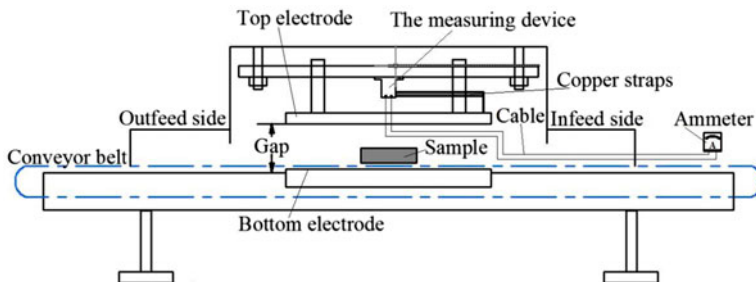 Top electrode
The measuring device
Copper straps
Outfeed side
Cable
Infeed side
Ammeter
A
Gap
Sample
Conveyor belt
Bottom electrode